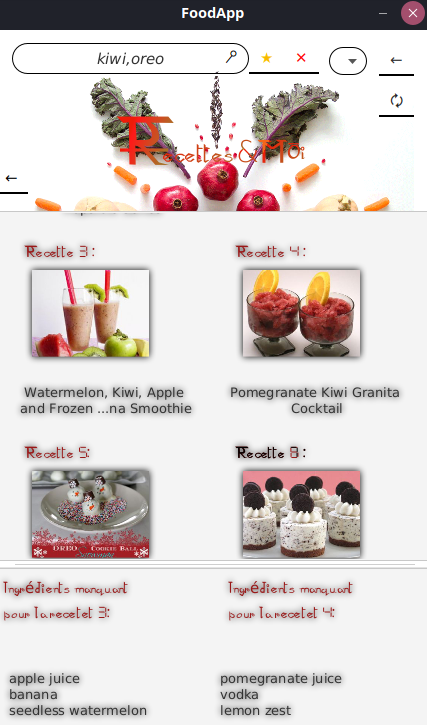 FoodApp
kiwi,oreo
Recettes & Moi
Recette 3 : Recette 4 :
Watermelon, Kiwi, Apple
and Frozen ...na Smoothie
Pomegranate Kiwi Granita
Cocktail
Recette 5: Recette 8 :
OREO COOKIE BALL
Ingrédients manquant
pour la recetet 3:
Ingrédients manquant
pour la recetet 4:
apple juice
banana
seedless watermelon
pomegranate juice
vodka
lemon zest